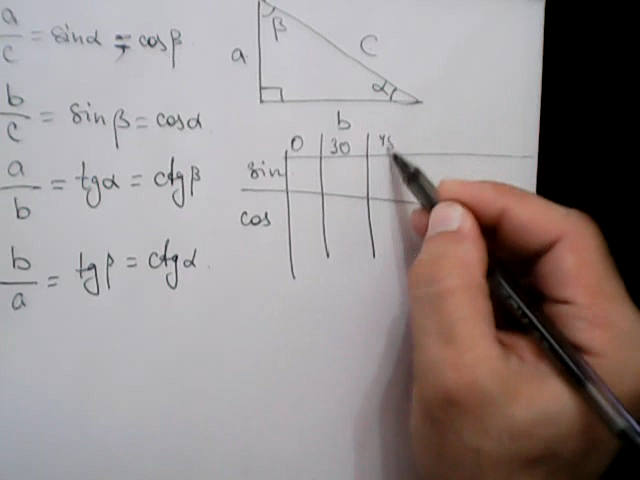 a/c = sinα = cosβ
b/c = sinβ = cosα
a/b = tgα = ctgβ
b/a = tgβ = ctgα
β
a
c
α
b
0 30 45
sin
cos